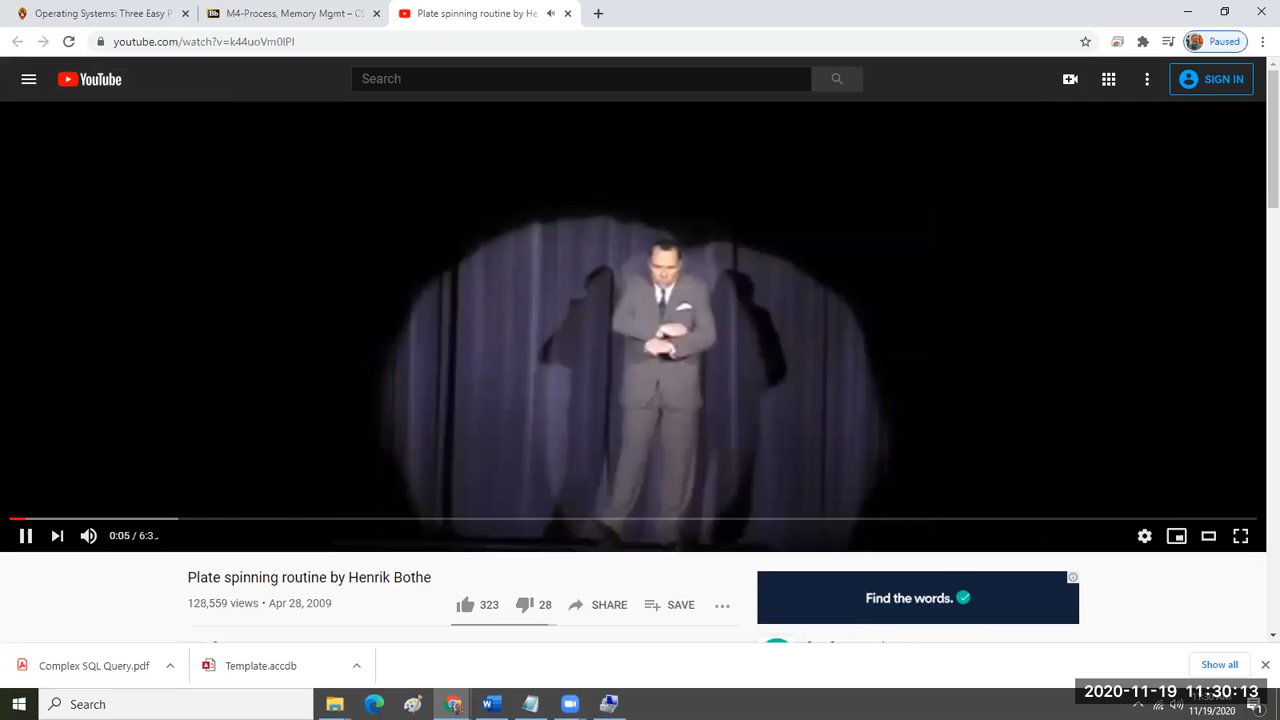 Operating Systems: Three Easy P
M4-Process, Memory Mgmt – CS
Plate spinning routine by He
youtube.com/watch?v=k44uoVm0lPI
Paused
YouTube
Search
SIGN IN
0:05 / 6:3
Plate spinning routine by Henrik Bothe
128,559 views • Apr 28, 2009
323
28
SHARE
SAVE
Find the words.
Complex SQL Query.pdf
Template.accdb
Show all
Search
2020-11-19 11:30:13
11/19/2020